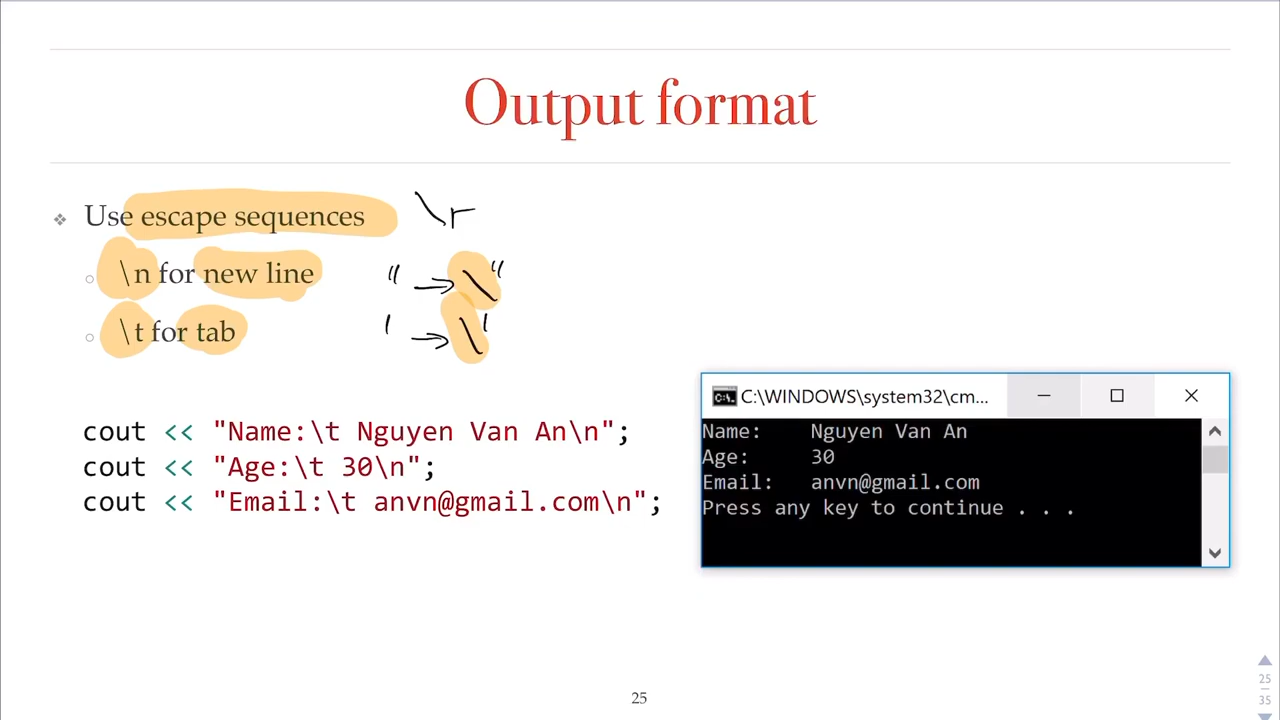 Output format
❖ Use escape sequences \r
○ \n for new line " → \"
○ \t for tab ' → \'
cout << "Name:\t Nguyen Van An\n";
cout << "Age:\t 30\n";
cout << "Email:\t anvn@gmail.com\n";
C:\WINDOWS\system32\cm...
Name: Nguyen Van An
Age: 30
Email: anvn@gmail.com
Press any key to continue . . .
25
25
35